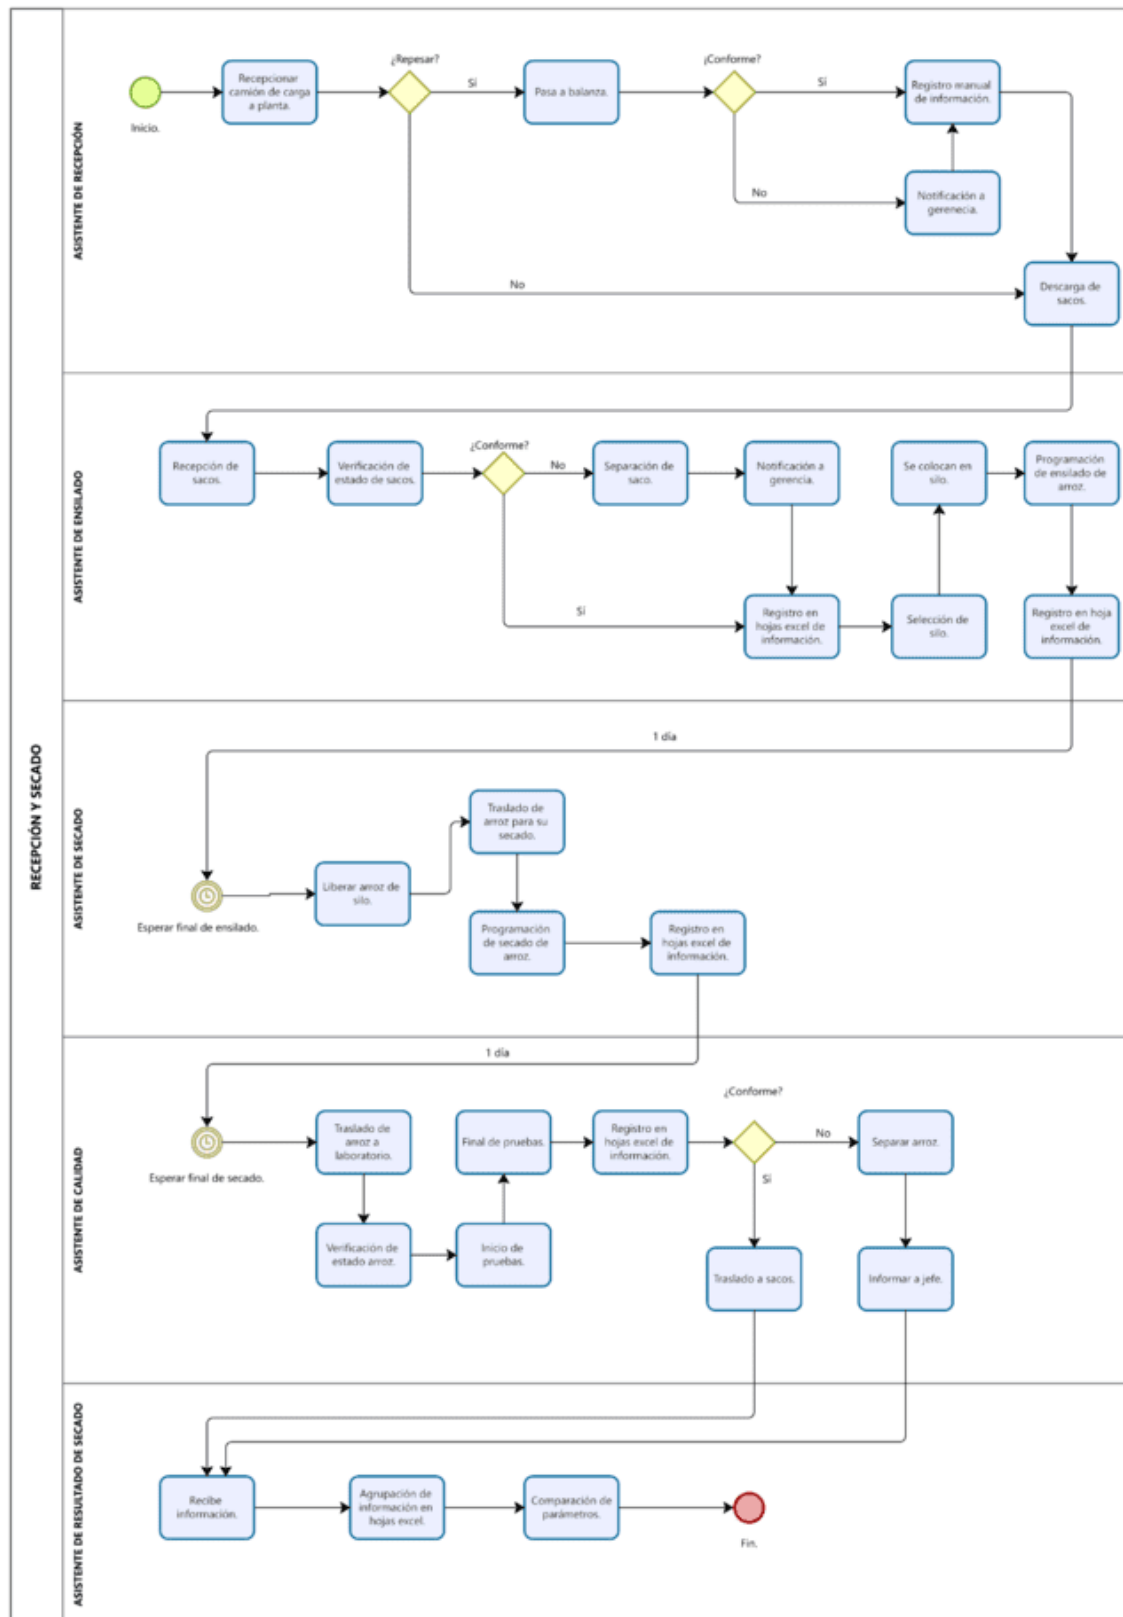 RECEPCIÓN Y SECADO
ASISTENTE DE RECEPCIÓN
Inicio.
Recepcionar
camión de carga
a planta.
¿Repesar?
Sí
Pasa a balanza.
¿Conforme?
Sí
Registro manual
de información.
No
Notificación a
gerenecia.
No
Descarga de
sacos.
ASISTENTE DE ENSILADO
Recepción de
sacos.
Verificación de
estado de sacos.
¿Conforme?
No
Separación de
saco.
Notificación a
gerencia.
Se colocan en
silo.
Programación
de ensilado de
arroz.
Sí
Registro en
hojas excel de
información.
Selección de
silo.
Registro en hoja
excel de
información.
ASISTENTE DE SECADO
1 día
Esperar final de ensilado.
Liberar arroz de
silo.
Traslado de
arroz para su
secado.
Programación
de secado de
arroz.
Registro en
hojas excel de
información.
ASISTENTE DE CALIDAD
1 día
Esperar final de secado.
Traslado de
arroz a
laboratorio.
Verificación de
estado arroz.
Inicio de
pruebas.
Final de pruebas.
Registro en
hojas excel de
información.
¿Conforme?
No
Separar arroz.
Sí
Traslado a sacos.
Informar a jefe.
ASISTENTE DE RESULTADO DE SECADO
Recibe
información.
Agrupación de
información en
hojas excel.
Comparación de
parámetros.
Fin.